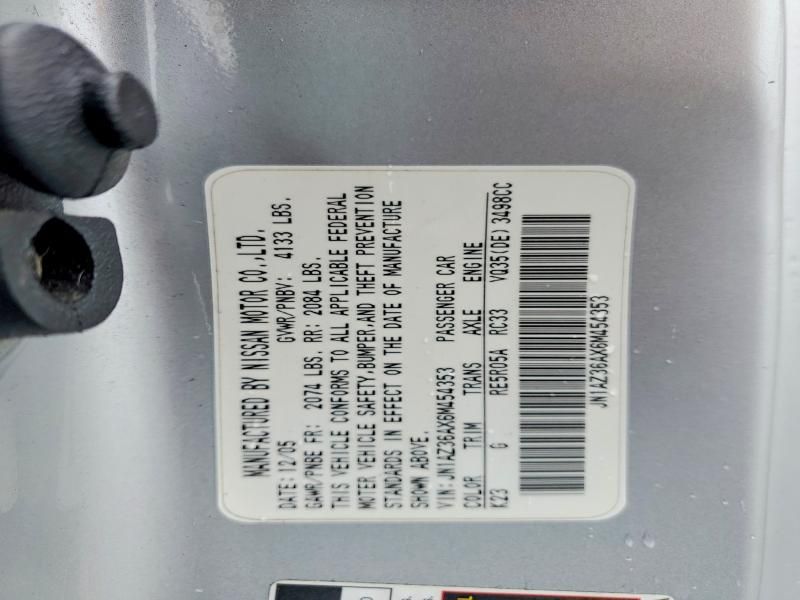 MANUFACTURED BY NISSAN MOTOR CO.,LTD.
DATE: 12/05 GVWR/PNBV: 4133 LBS.
GAWR/PNBE FR: 2074 LBS. RR: 2084 LBS.
THIS VEHICLE CONFORMS TO ALL APPLICABLE FEDERAL
MOTER VEHICLE SAFETY,BUMPER,AND THEFT PREVENTION
STANDARDS IN EFFECT ON THE DATE OF MANUFACTURE
SHOWN ABOVE.
VIN:JN1AZ36AX6M454353 PASSENGER CAR
COLOR TRIM TRANS AXLE ENGINE
K23 G RE5R05A RC33 VQ35(DE) 3498CC
JN1AZ36AX6M454353